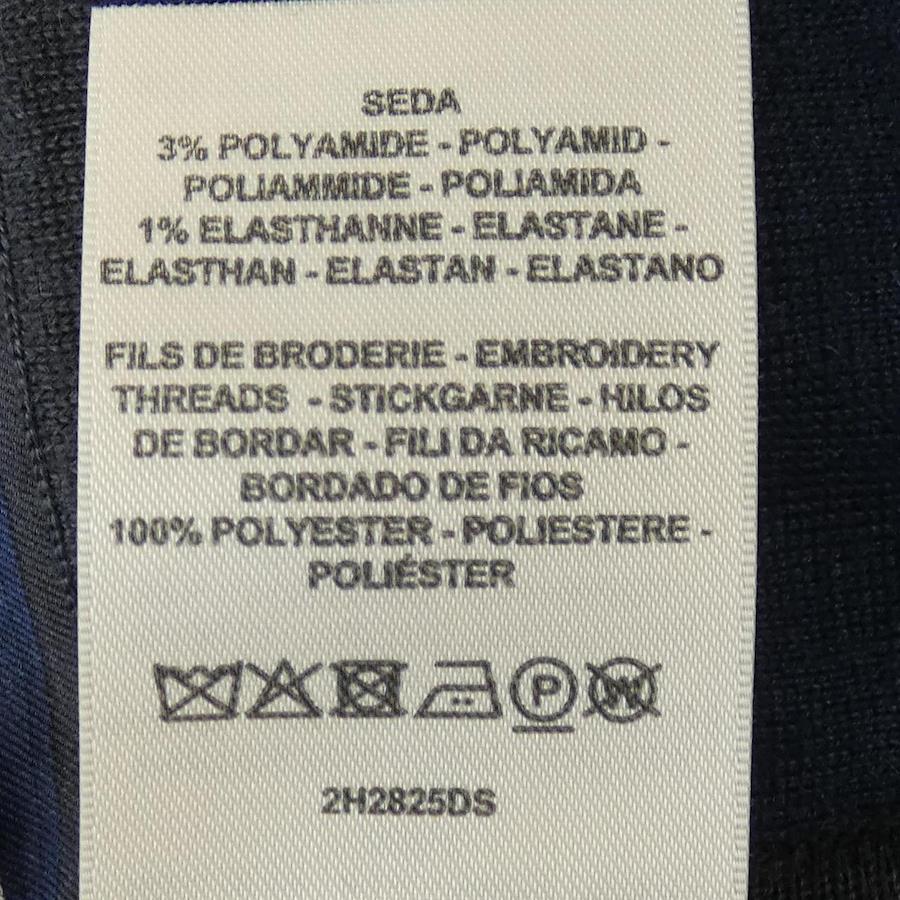 SEDA
3% POLYAMIDE - POLYAMID -
POLIAMMIDE - POLIAMIDA
1% ELASTHANNE - ELASTANE -
ELASTHAN - ELASTAN - ELASTANO
FILS DE BRODERIE - EMBROIDERY
THREADS - STICKGARNE - HILOS
DE BORDAR - FILI DA RICAMO -
BORDADO DE FIOS
100% POLYESTER - POLIESTERE -
POLIÉSTER
P W
2H2825DS